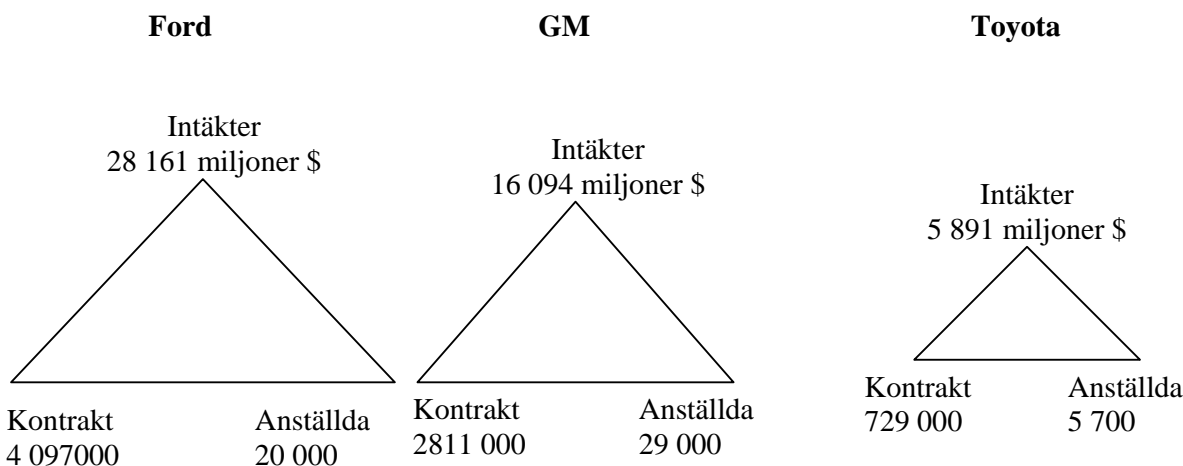 Ford
GM
Toyota
Intäkter
28 161 miljoner $
Intäkter
16 094 miljoner $
Intäkter
5 891 miljoner $
Kontrakt
4 097000
Anställda
20 000
Kontrakt
2811 000
Anställda
29 000
Kontrakt
729 000
Anställda
5 700